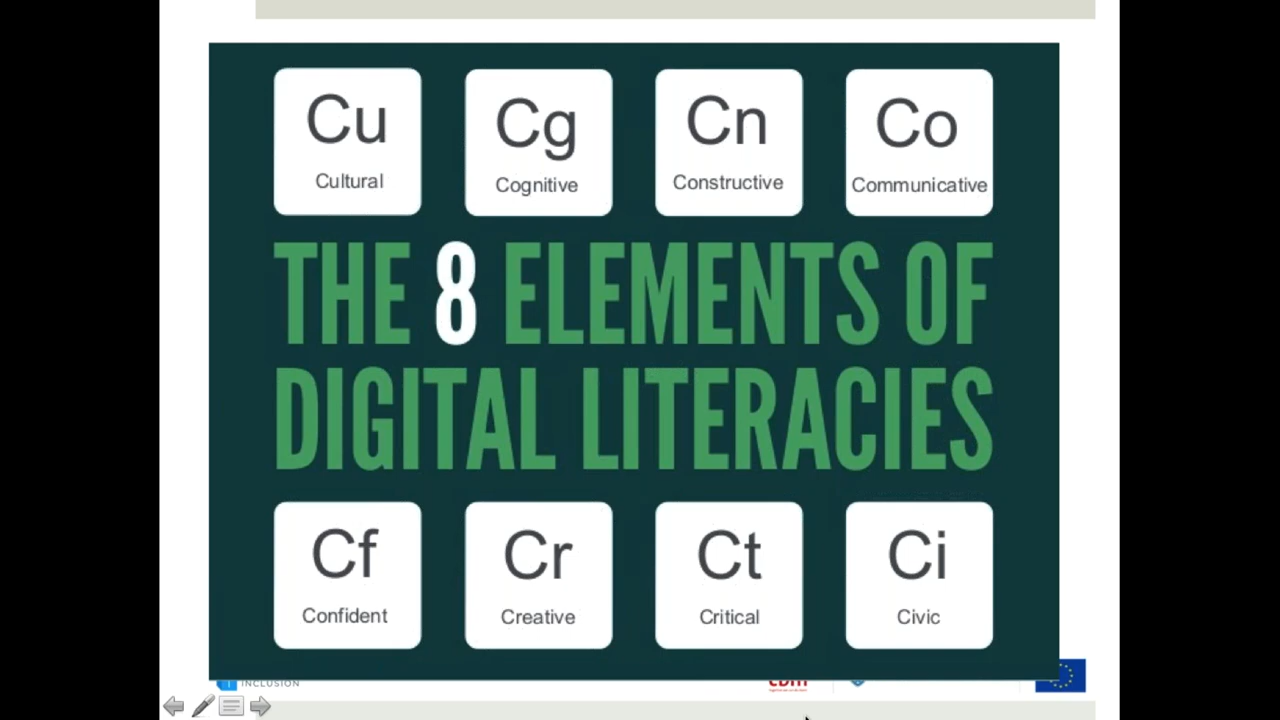 Cu
Cultural
Cg
Cognitive
Cn
Constructive
Co
Communicative
THE 8 ELEMENTS OF
DIGITAL LITERACIES
Cf
Confident
Cr
Creative
Ct
Critical
Ci
Civic
INCLUSION